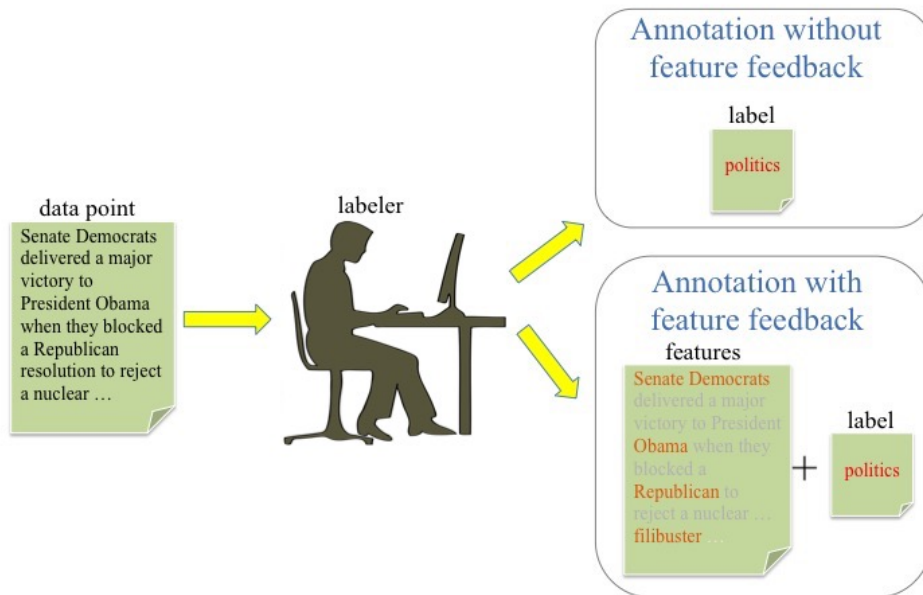 data point
Senate Democrats
delivered a major
victory to
President Obama
when they blocked
a Republican
resolution to reject
a nuclear ...
labeler
Annotation without
feature feedback
label
politics
Annotation with
feature feedback
features
Senate Democrats
delivered a major
victory to President
Obama when they
blocked a
Republican to
reject a nuclear ...
filibuster ...
+
label
politics